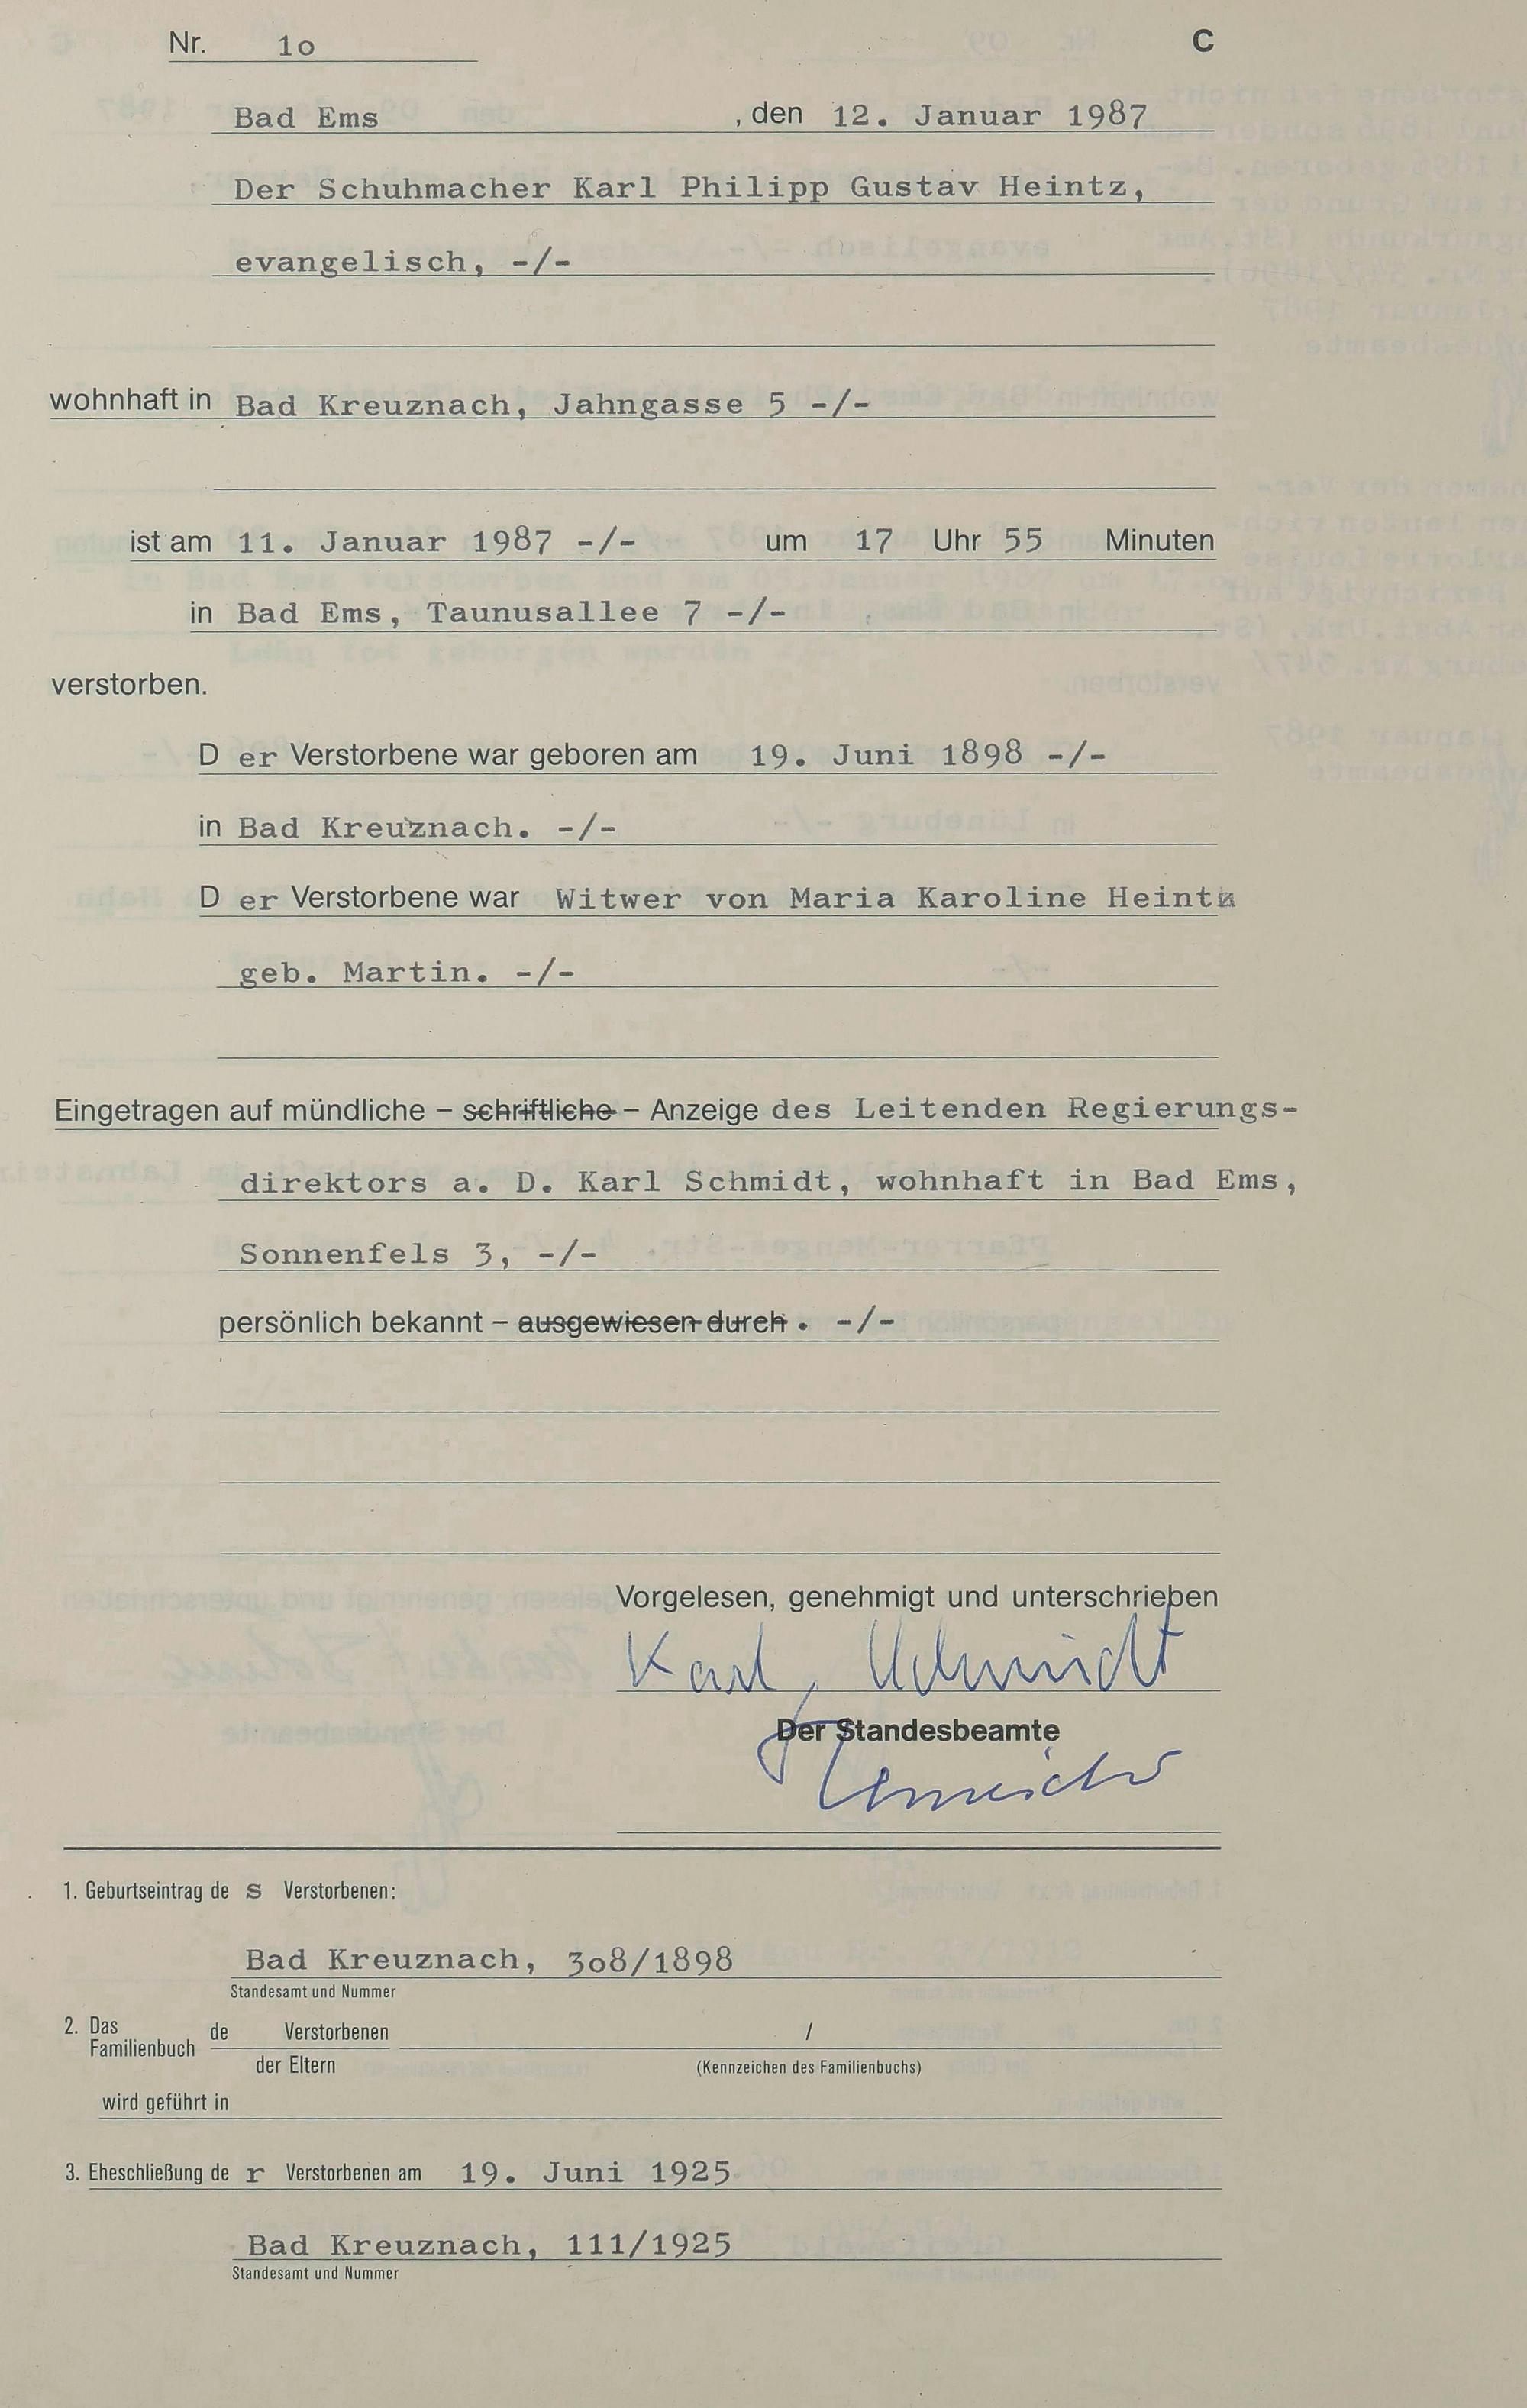 Nr. 1o C
Bad Ems , den 12. Januar 1987
Der Schuhmacher Karl Philipp Gustav Heintz,
evangelisch, -/-
wohnhaft in Bad Kreuznach, Jahngasse 5 -/-
ist am 11. Januar 1987 -/- um 17 Uhr 55 Minuten
in Bad Ems, Taunusallee 7 -/-
verstorben.
D er Verstorbene war geboren am 19. Juni 1898 -/-
in Bad Kreuznach. -/-
D er Verstorbene war Witwer von Maria Karoline Heintz
geb. Martin. -/-
Eingetragen auf mündliche – schriftliche – Anzeige des Leitenden Regierungs-
direktors a. D. Karl Schmidt, wohnhaft in Bad Ems,
Sonnenfels 3, -/-
persönlich bekannt – ausgewiesen durch . -/-
Vorgelesen, genehmigt und unterschrieben
Karl Schmidt
Der Standesbeamte
1. Geburtseintrag de s Verstorbenen:
Bad Kreuznach, 3o8/1898
Standesamt und Nummer
2. Das Familienbuch de Verstorbenen /
der Eltern (Kennzeichen des Familienbuchs)
wird geführt in
3. Eheschließung de r Verstorbenen am 19. Juni 1925
Bad Kreuznach, 111/1925
Standesamt und Nummer